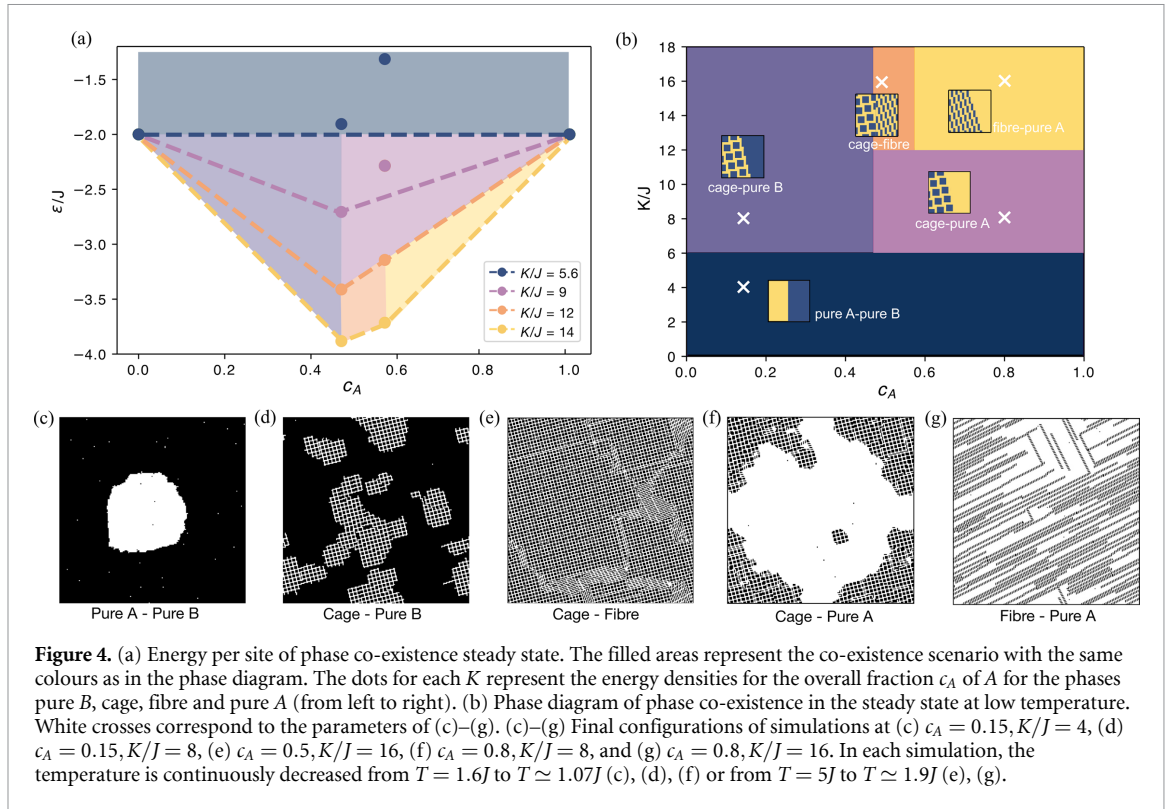 (a)
−1.5
−2.0
−2.5
−3.0
−3.5
−4.0
ε/J
0.0 0.2 0.4 0.6 0.8 1.0
c_A
K/J = 5.6
K/J = 9
K/J = 12
K/J = 14
(b)
18
16
14
12
10
8
6
4
2
0
K/J
cage-pure B
cage-fibre
fibre-pure A
cage-pure A
pure A-pure B
0.0 0.2 0.4 0.6 0.8 1.0
c_A
(c) (d) (e) (f) (g)
Pure A - Pure B Cage - Pure B Cage - Fibre Cage - Pure A Fibre - Pure A
Figure 4. (a) Energy per site of phase co-existence steady state. The filled areas represent the co-existence scenario with the same
colours as in the phase diagram. The dots for each K represent the energy densities for the overall fraction c_A of A for the phases
pure B, cage, fibre and pure A (from left to right). (b) Phase diagram of phase co-existence in the steady state at low temperature.
White crosses correspond to the parameters of (c)–(g). (c)–(g) Final configurations of simulations at (c) c_A = 0.15, K/J = 4, (d)
c_A = 0.15, K/J = 8, (e) c_A = 0.5, K/J = 16, (f) c_A = 0.8, K/J = 8, and (g) c_A = 0.8, K/J = 16. In each simulation, the
temperature is continuously decreased from T = 1.6J to T ≃ 1.07J (c), (d), (f) or from T = 5J to T ≃ 1.9J (e), (g).